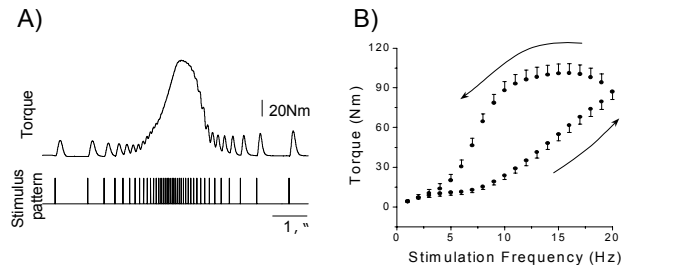 A)
Torque
20Nm
Stimulus
pattern
1,"
B)
Torque (Nm)
120
90
60
30
0
0
5
10
15
20
Stimulation Frequency (Hz)